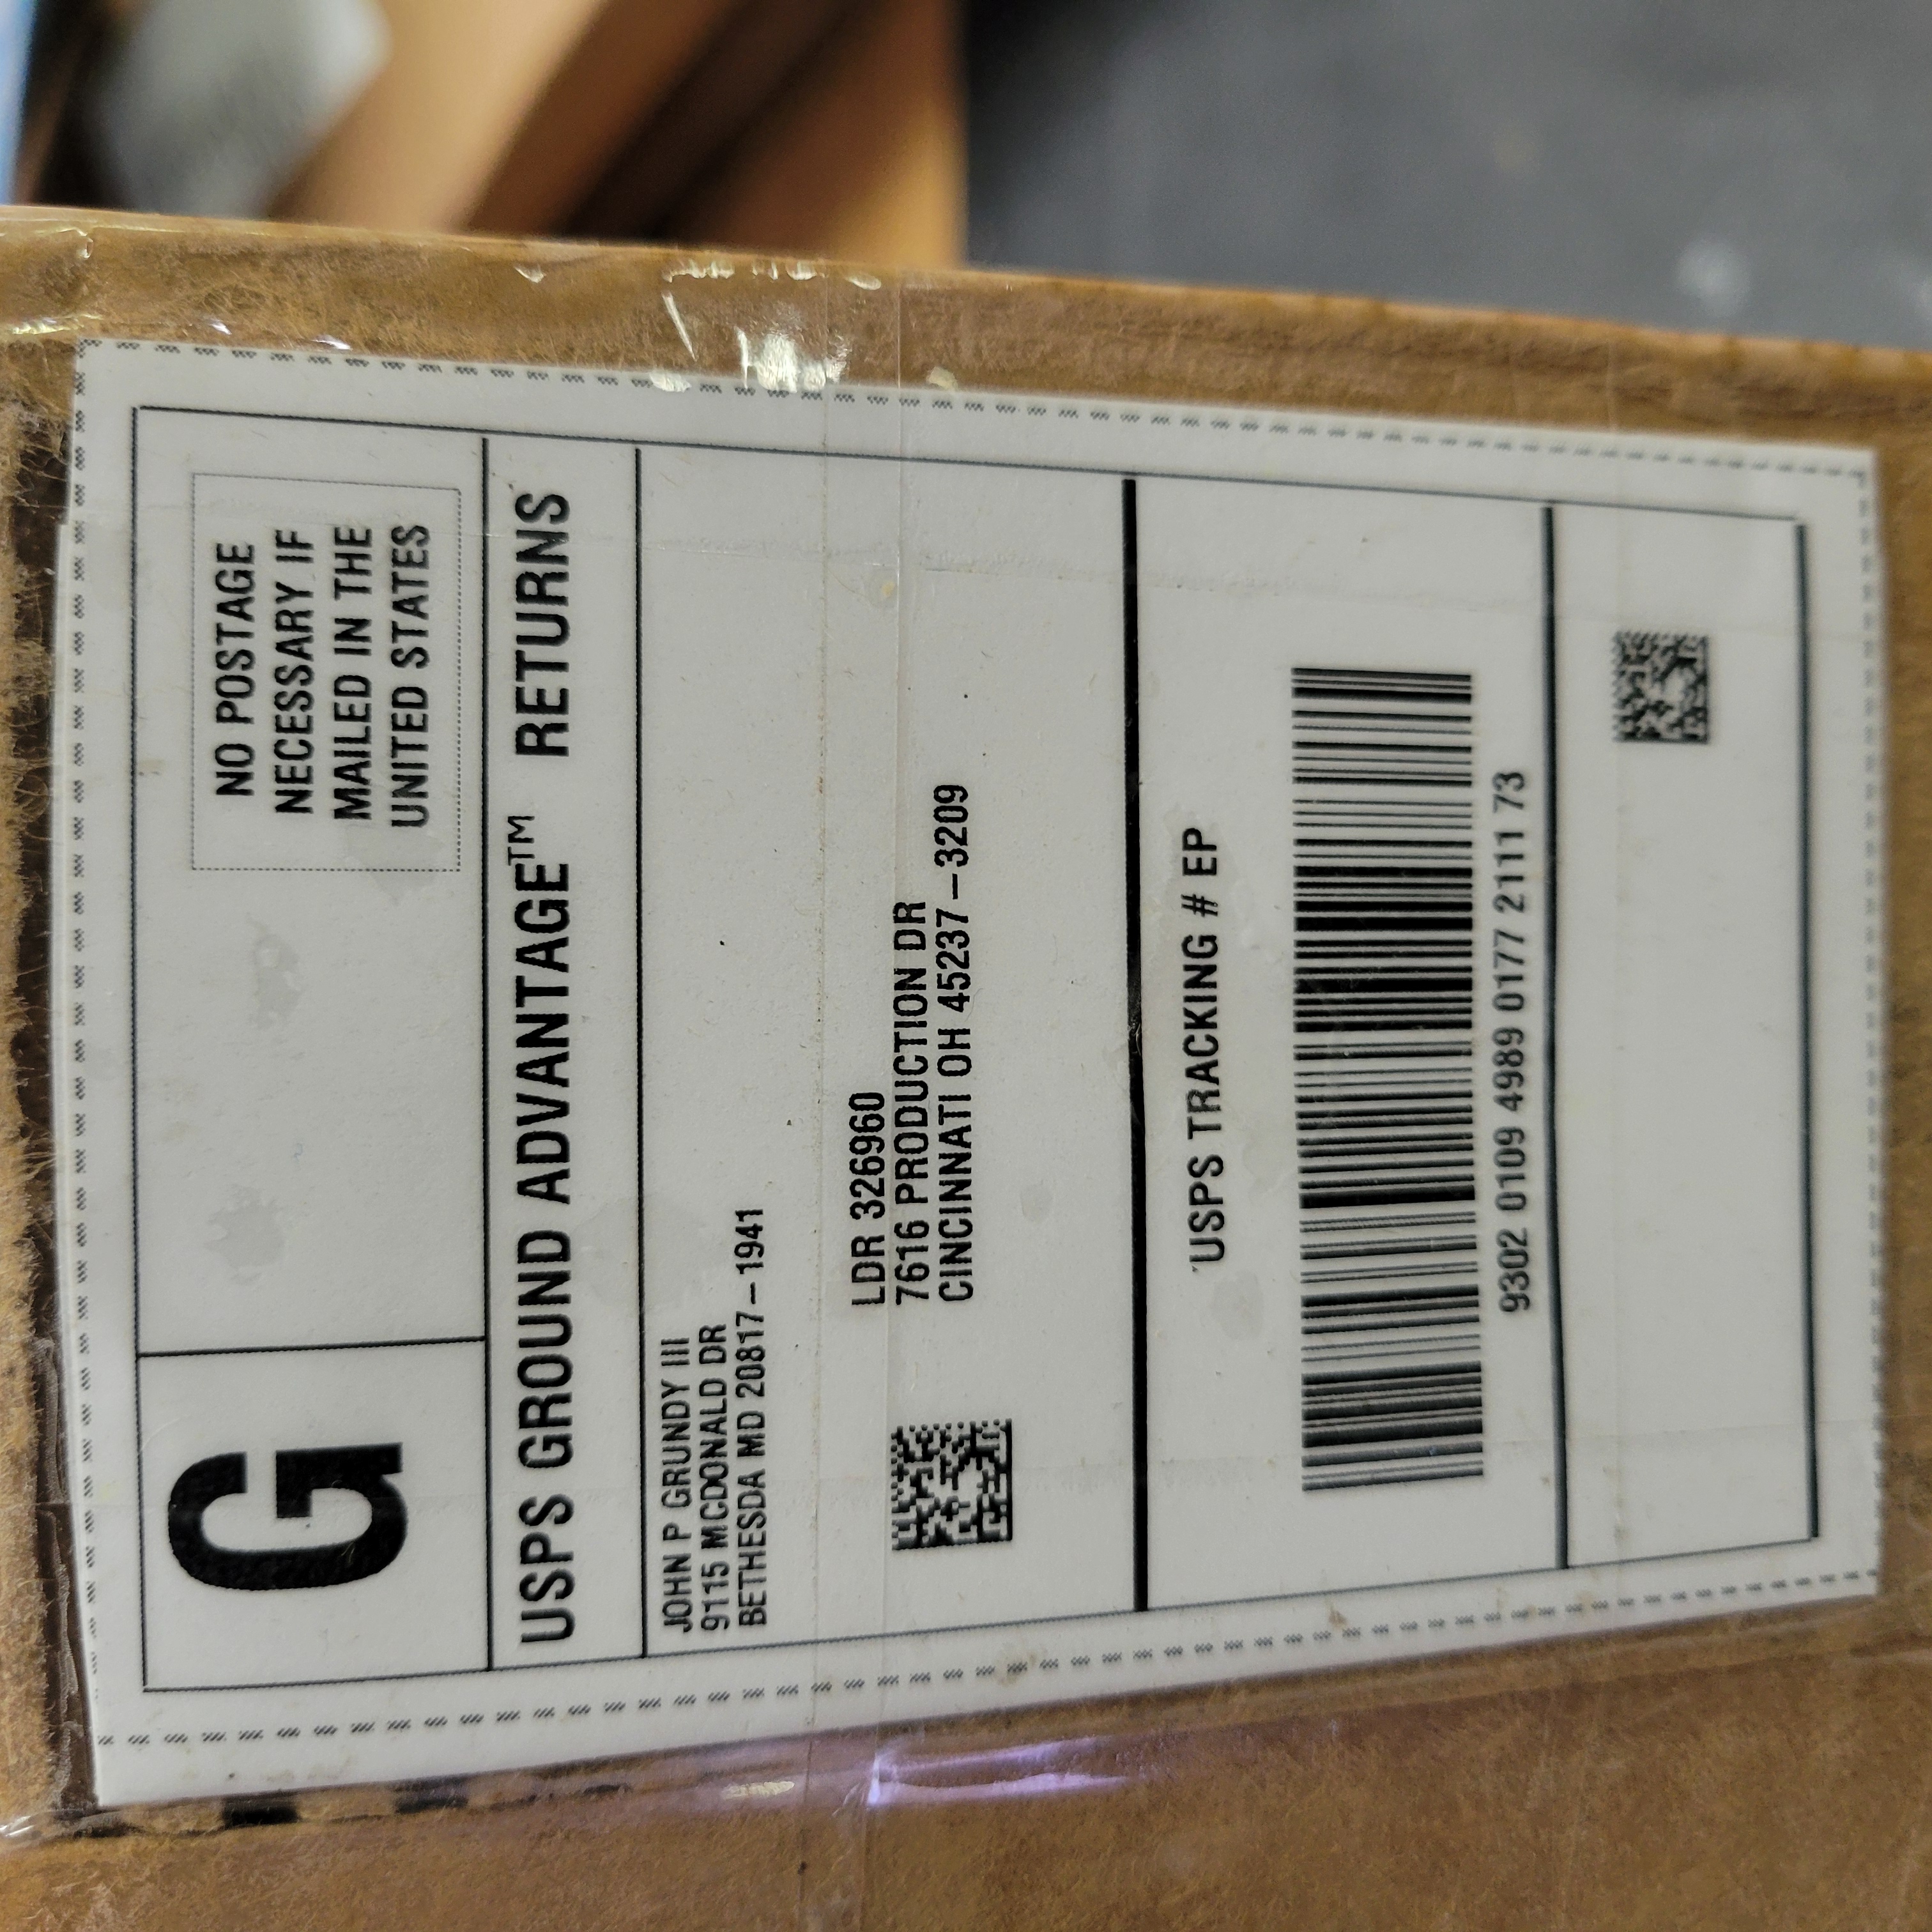 G
NO POSTAGE
NECESSARY IF
MAILED IN THE
UNITED STATES
USPS GROUND ADVANTAGE™ RETURNS
JOHN P GRUNDY III
9115 MCDONALD DR
BETHESDA MD 20817-1941
LDR 326960
7616 PRODUCTION DR
CINCINNATI OH 45237-3209
USPS TRACKING # EP
9302 0109 4989 0177 2111 73